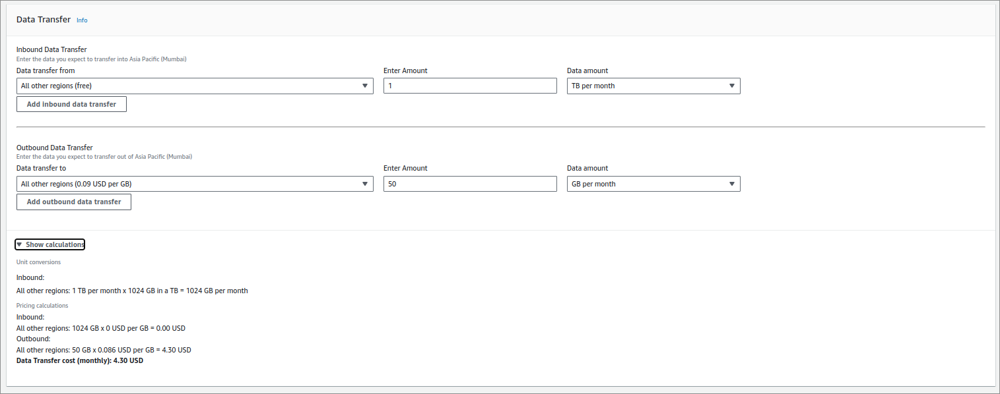 Data Transfer Info
Inbound Data Transfer
Enter the data you expect to transfer into Asia Pacific (Mumbai)
Data transfer from Enter Amount Data amount
All other regions (free) 1 TB per month
Add inbound data transfer
Outbound Data Transfer
Enter the data you expect to transfer out of Asia Pacific (Mumbai)
Data transfer to Enter Amount Data amount
All other regions (0.09 USD per GB) 50 GB per month
Add outbound data transfer
Show calculations
Unit conversions
Inbound:
All other regions: 1 TB per month x 1024 GB in a TB = 1024 GB per month
Pricing calculations
Inbound:
All other regions: 1024 GB x 0 USD per GB = 0.00 USD
Outbound:
All other regions: 50 GB x 0.086 USD per GB = 4.30 USD
Data Transfer cost (monthly): 4.30 USD